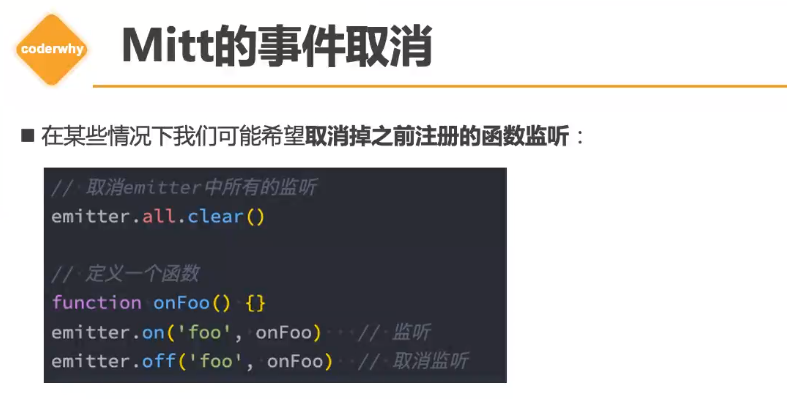 coderwhy
Mitt的事件取消
在某些情况下我们可能希望取消掉之前注册的函数监听：
// 取消emitter中所有的监听
emitter.all.clear()
// 定义一个函数
function onFoo() {}
emitter.on('foo', onFoo) // 监听
emitter.off('foo', onFoo) // 取消监听